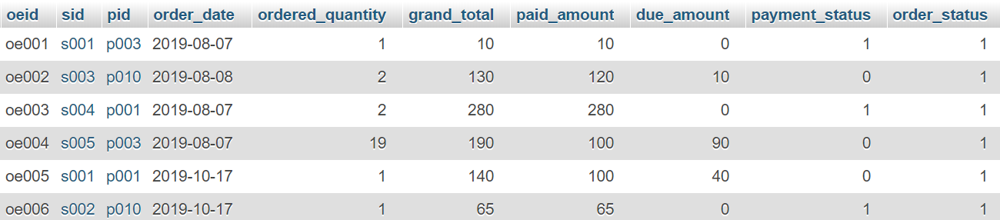 oeid sid pid order_date ordered_quantity grand_total paid_amount due_amount payment_status order_status
oe001 s001 p003 2019-08-07 1 10 10 0 1 1
oe002 s003 p010 2019-08-08 2 130 120 10 0 1
oe003 s004 p001 2019-08-07 2 280 280 0 1 1
oe004 s005 p003 2019-08-07 19 190 100 90 0 1
oe005 s001 p001 2019-10-17 1 140 100 40 0 1
oe006 s002 p010 2019-10-17 1 65 65 0 1 1